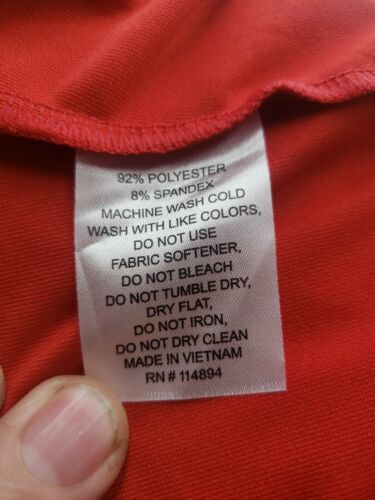 92% POLYESTER
8% SPANDEX
MACHINE WASH COLD
WASH WITH LIKE COLORS,
DO NOT USE
FABRIC SOFTENER,
DO NOT BLEACH
DO NOT TUMBLE DRY,
DRY FLAT,
DO NOT IRON,
DO NOT DRY CLEAN
MADE IN VIETNAM
RN # 114894